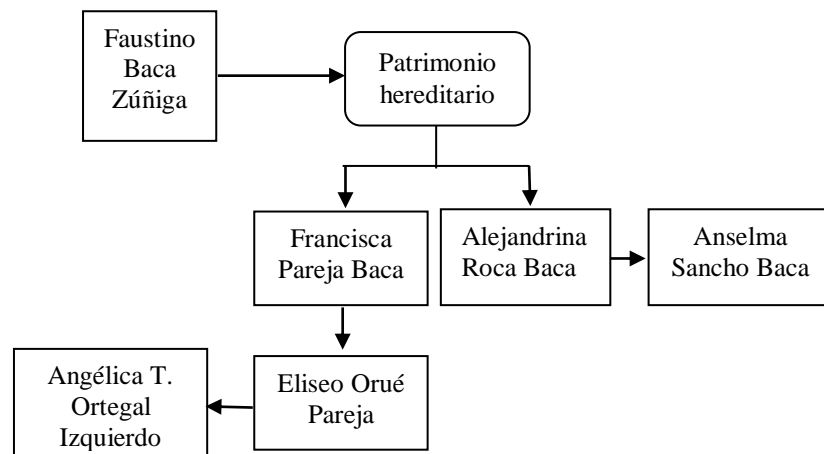 Faustino
Baca
Zúñiga
Patrimonio
hereditario
Francisca
Pareja Baca
Alejandrina
Roca Baca
Anselma
Sancho Baca
Angélica T.
Ortegal
Izquierdo
Eliseo Orué
Pareja